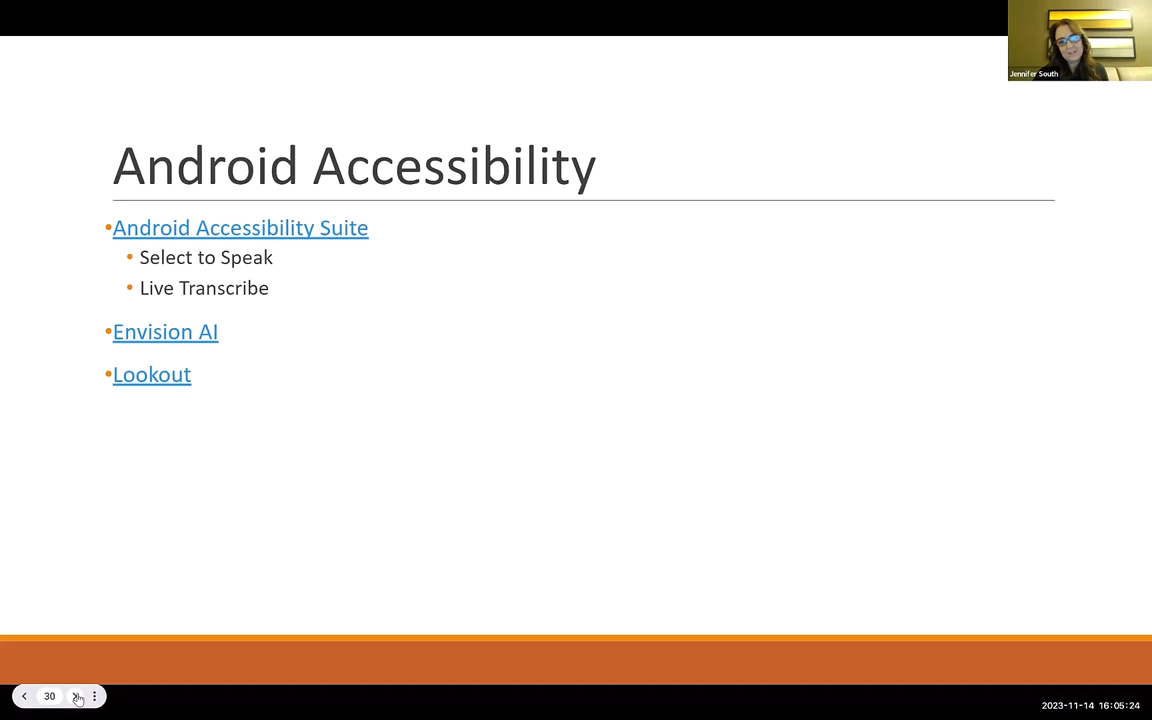 Jennifer South
Android Accessibility
•Android Accessibility Suite
• Select to Speak
• Live Transcribe
•Envision AI
•Lookout
30
2023-11-14 16:05:24